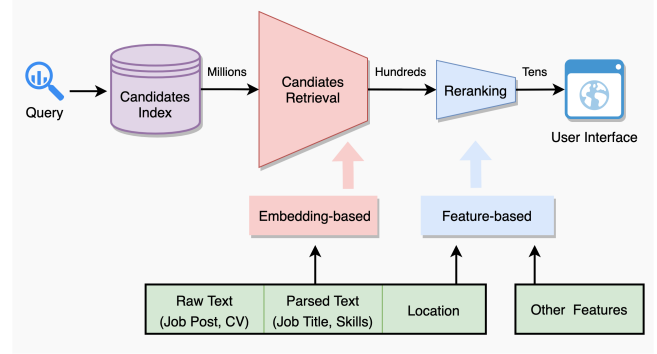 Query
Candidates
Index
Millions
Candiates
Retrieval
Hundreds
Reranking
Tens
User Interface
Embedding-based
Feature-based
Raw Text
(Job Post, CV)
Parsed Text
(Job Title, Skills)
Location
Other Features